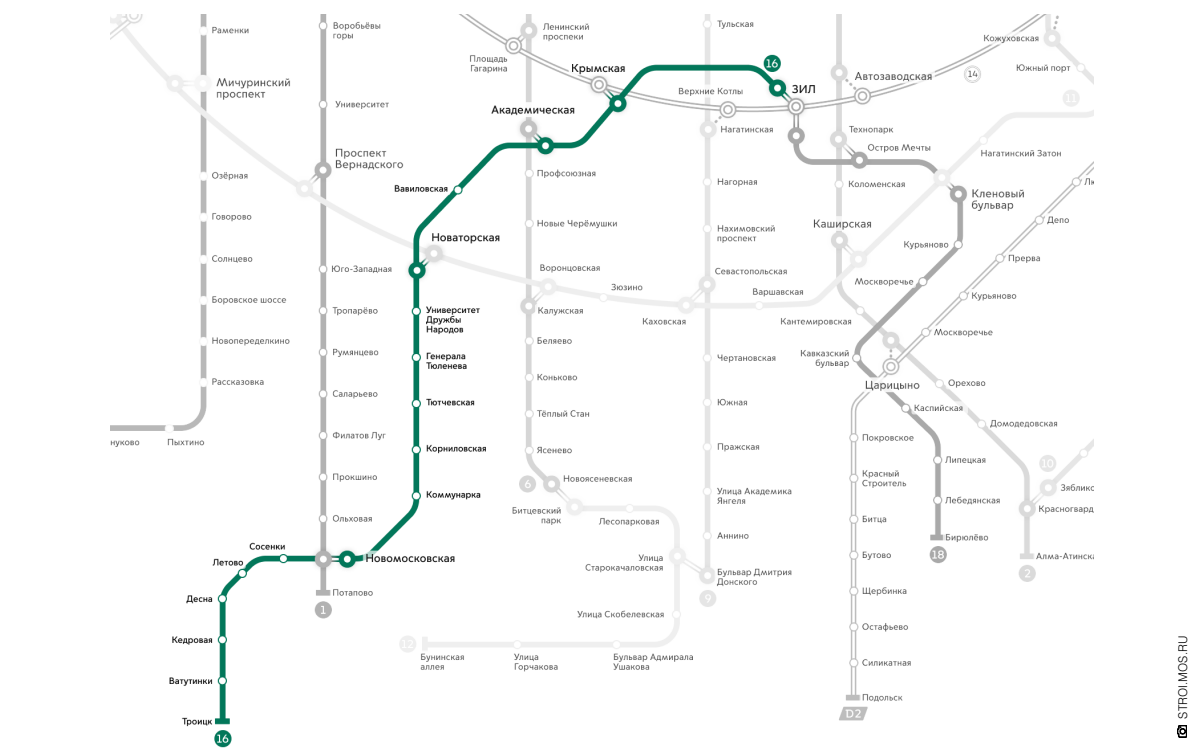 Раменки
Воробьёвы
горы
Ленинский
проспеки
Тульская
Площадь
Гагарина
Крымская
16
ЗИЛ
Автозаводская
14
Кожуховская
Южный порт
11
Мичуринский
проспект
Университет
Академическая
Верхние Котлы
Нагатинская
Технопарк
Остров Мечты
Нагатинский Затон
Проспект
Вернадского
Озёрная
Вавиловская
Профсоюзная
Нагорная
Коломенская
Кленовый
бульвар
Говорово
Новаторская
Новые Черёмушки
Нахимовский
проспект
Каширская
Депо
Солнцево
Юго-Западная
Воронцовская
Зюзино
Севастопольская
Варшавская
Курьяново
Москворечье
Прерва
Боровское шоссе
Тропарёво
Университет
Дружбы
Народов
Калужская
Каховская
Кантемировская
Курьяново
Новопеределкино
Румянцево
Генерала
Тюленева
Беляево
Чертановская
Кавказский
бульвар
Москворечье
Рассказовка
Саларьево
Тютчевская
Коньково
Южная
Царицыно
Орехово
Пыхтино
Филатов Луг
Корниловская
Тёплый Стан
Пражская
Каспийская
Домодедовская
Покровское
Прокшино
Коммунарка
Ясенево
6
Новоясеневская
Улица Академика
Янгеля
Красный
Строитель
Липецкая
10
Ольховая
Битцевский
парк
Лесопарковая
Аннино
Битца
Лебедянская
Сосенки
Летово
Новомосковская
Улица
Старокачаловская
Бульвар Дмитрия
Донского
9
Бутово
Бирюлёво
18
2
Десна
Потапово
1
Улица Скобелевская
Щербинка
Кедровая
12
Бунинская
аллея
Улица
Горчакова
Бульвар Адмирала
Ушакова
Остафьево
Ватутинки
Силикатная
Троицк
16
Подольск
D2
STROI.MOS.RU